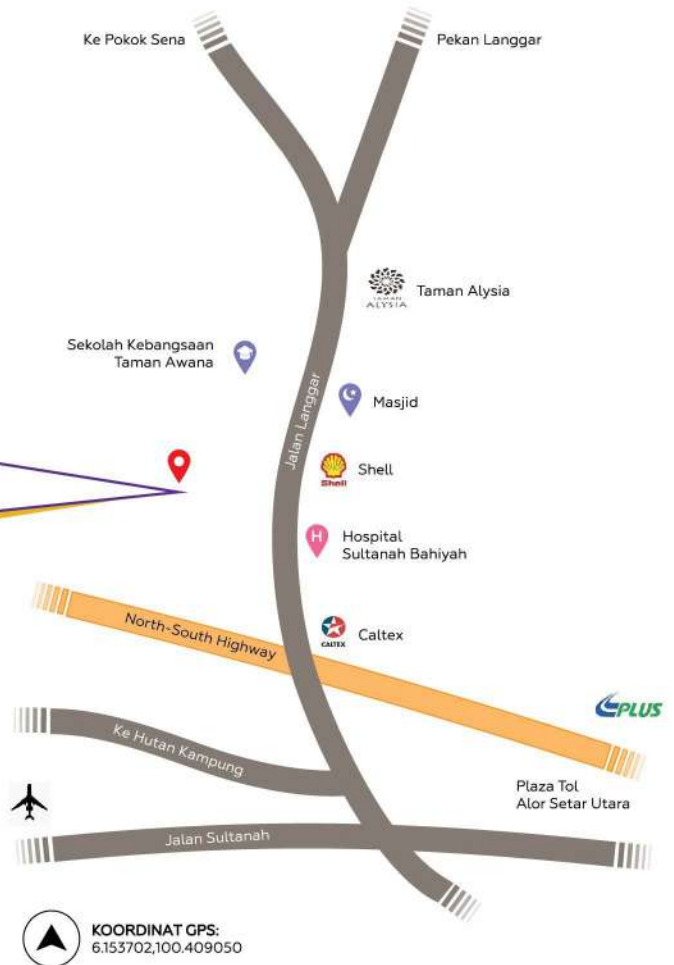 Ke Pokok Sena
Pekan Langgar
TAMAN
ALYSIA
Taman Alysia
Sekolah Kebangsaan
Taman Awana
Jalan Langgar
Masjid
Shell
Shell
H
Hospital
Sultanah Bahiyah
North-South Highway
CALTEX
Caltex
PLUS
Ke Hutan Kampung
Plaza Tol
Alor Setar Utara
Jalan Sultanah
KOORDINAT GPS:
6.153702,100.409050